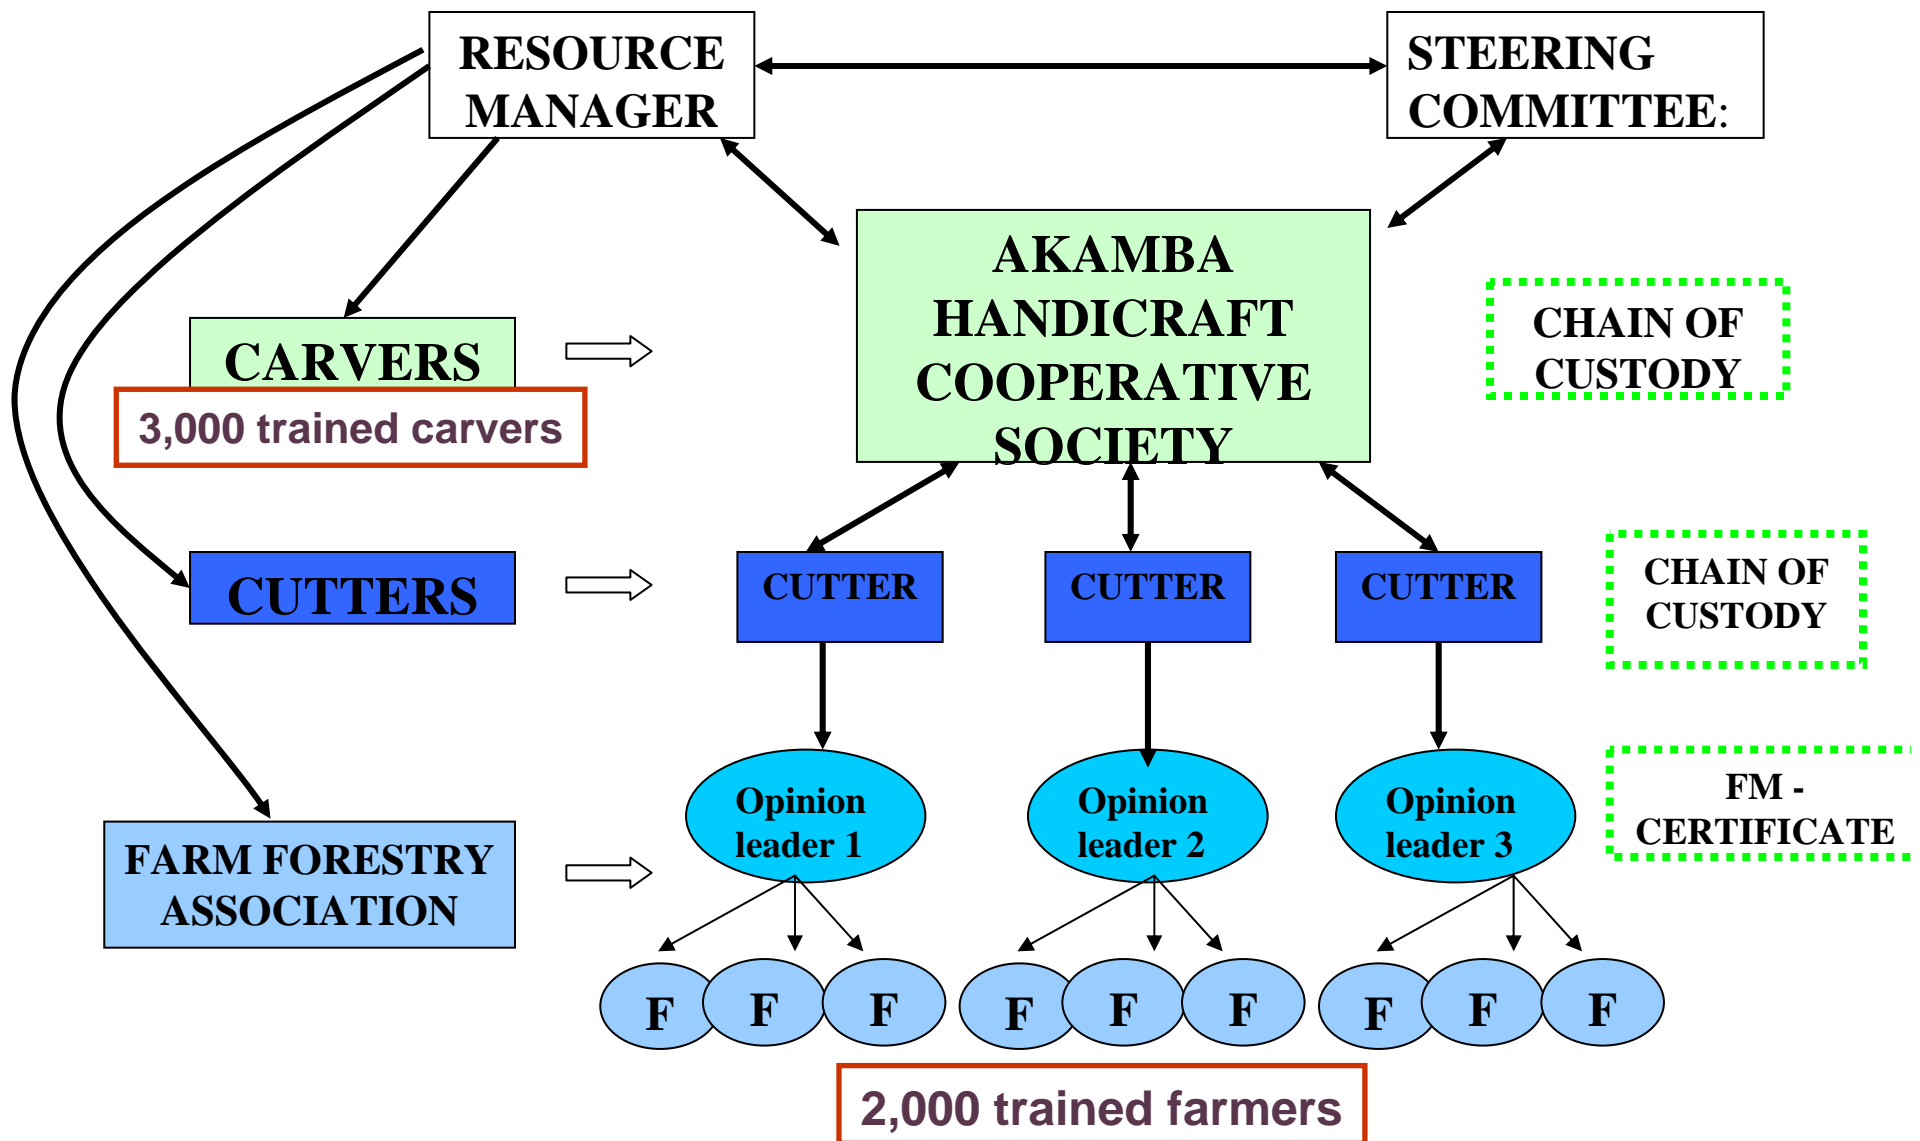 RESOURCE
MANAGER
STEERING
COMMITTEE:
AKAMBA
HANDICRAFT
COOPERATIVE
SOCIETY
CARVERS
3,000 trained carvers
CHAIN OF
CUSTODY
CUTTERS
CUTTER
CUTTER
CUTTER
CHAIN OF
CUSTODY
FARM FORESTRY
ASSOCIATION
Opinion
leader 1
Opinion
leader 2
Opinion
leader 3
FM -
CERTIFICATE
F
F
F
F
F
F
F
F
F
2,000 trained farmers